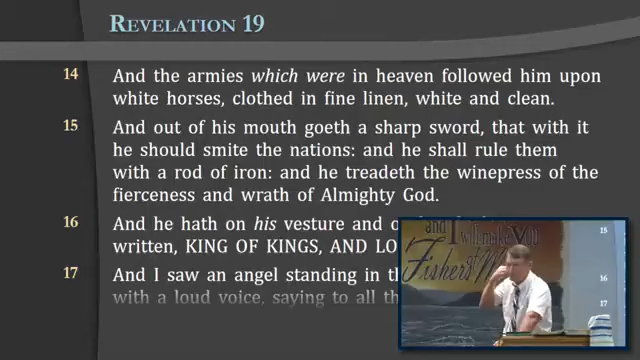 REVELATION 19
14 And the armies which were in heaven followed him upon
white horses, clothed in fine linen, white and clean.
15 And out of his mouth goeth a sharp sword, that with it
he should smite the nations: and he shall rule them
with a rod of iron: and he treadeth the winepress of the
fierceness and wrath of Almighty God.
16 And he hath on his vesture and o
written, KING OF KINGS, AND LO
17 And I saw an angel standing in th
with a loud voice, saying to all th
and I will make You
Fishers of M
15
16
17